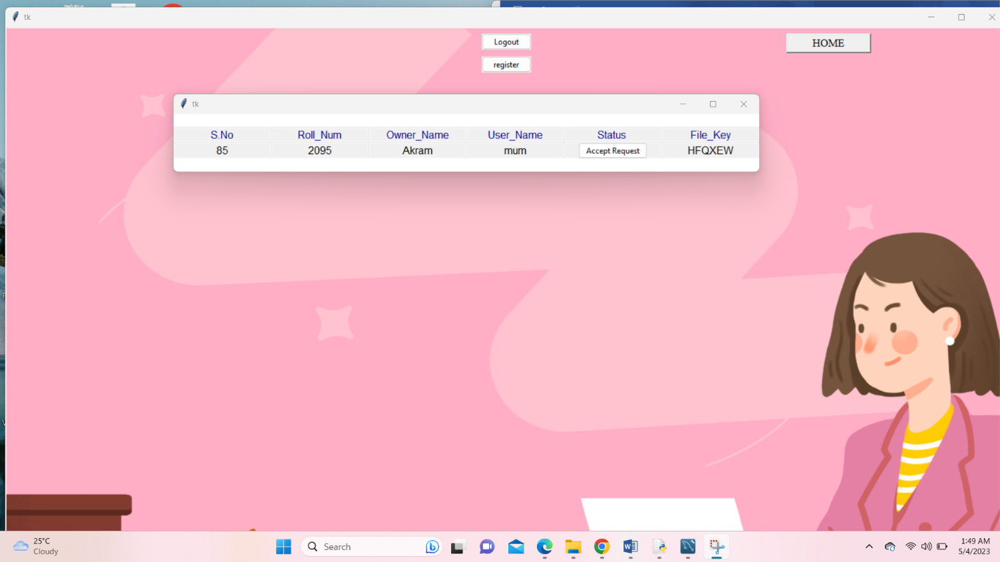 tk
Logout
HOME
register
tk
S.No Roll_Num Owner_Name User_Name Status File_Key
85 2095 Akram mum Accept Request HFQXEW
25°C
Cloudy
Search
1:49 AM
5/4/2023